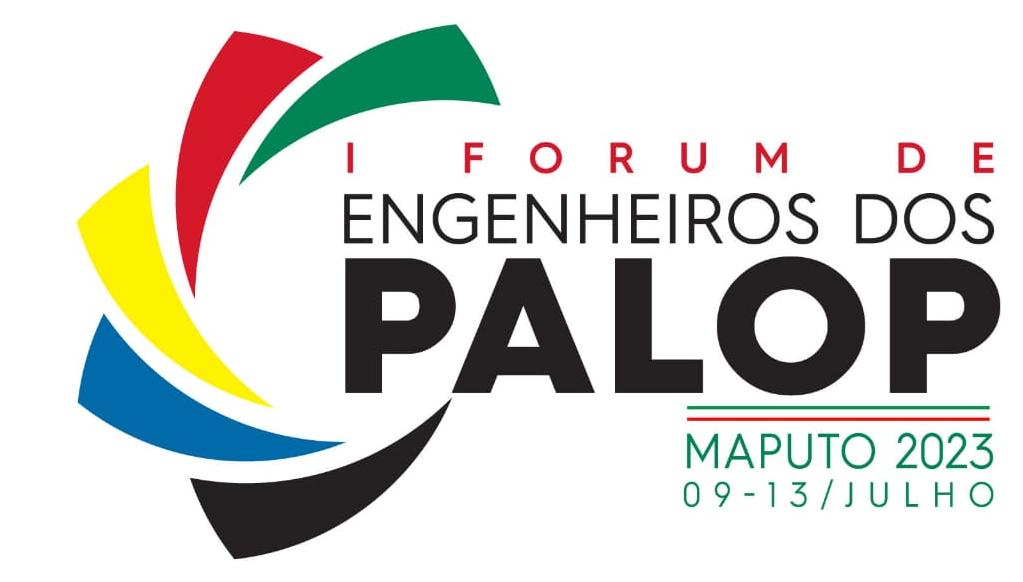 I FORUM DE
ENGENHEIROS DOS
PALOP
MAPUTO 2023
09-13/JULHO